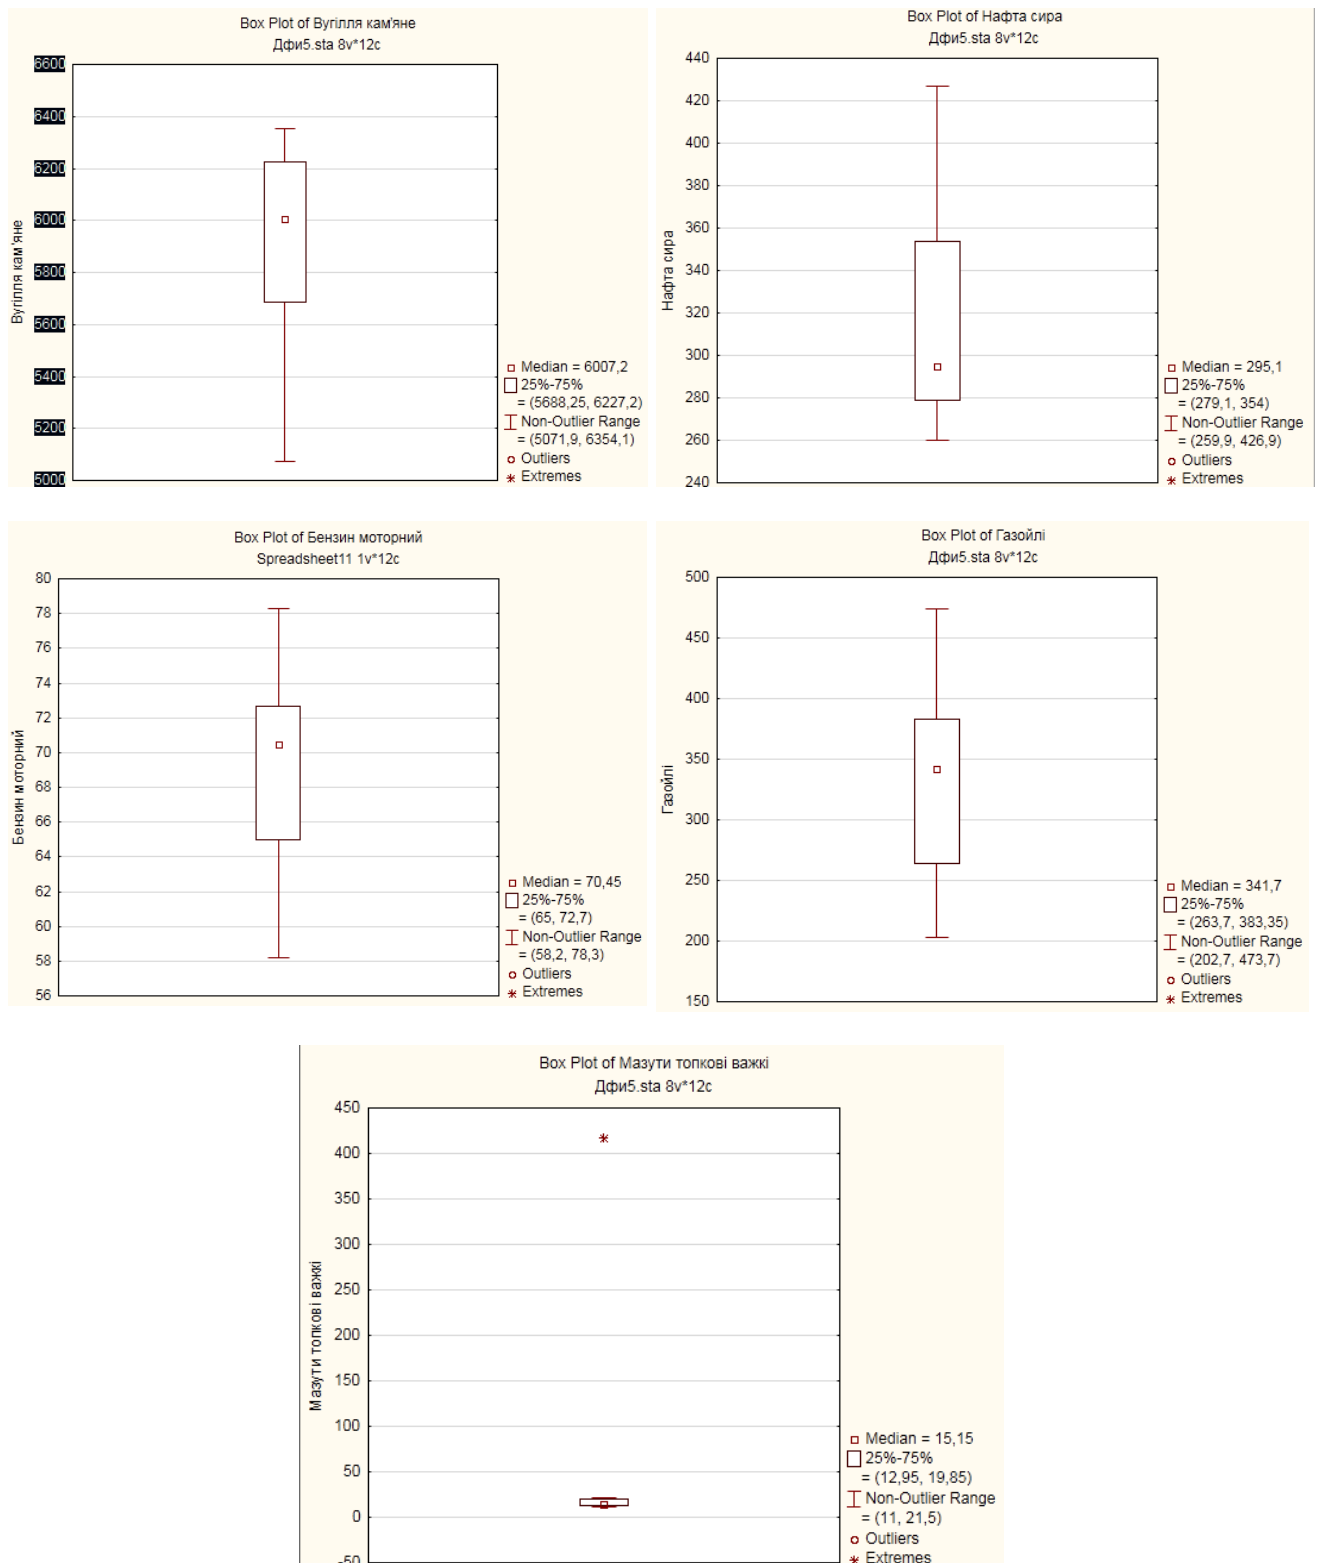 Box Plot of Вугілля кам'яне
Дфи5.sta 8v*12c
6600
6400
6200
6000
5800
5600
5400
5200
5000
Вугілля кам'яне
Median = 6007,2
25%-75%
= (5688,25, 6227,2)
Non-Outlier Range
= (5071,9, 6354,1)
Outliers
Extremes
Box Plot of Нафта сира
Дфи5.sta 8v*12c
440
420
400
380
360
340
320
300
280
260
240
Нафта сира
Median = 295,1
25%-75%
= (279,1, 354)
Non-Outlier Range
= (259,9, 426,9)
Outliers
Extremes
Box Plot of Бензин моторний
Spreadsheet11 1v*12c
80
78
76
74
72
70
68
66
64
62
60
58
56
Бензин моторний
Median = 70,45
25%-75%
= (65, 72,7)
Non-Outlier Range
= (58,2, 78,3)
Outliers
Extremes
Box Plot of Газойлі
Дфи5.sta 8v*12c
500
450
400
350
300
250
200
150
Газойлі
Median = 341,7
25%-75%
= (263,7, 383,35)
Non-Outlier Range
= (202,7, 473,7)
Outliers
Extremes
Box Plot of Мазути топкові важкі
Дфи5.sta 8v*12c
450
400
350
300
250
200
150
100
50
0
-50
Мазути топкові важкі
Median = 15,15
25%-75%
= (12,95, 19,85)
Non-Outlier Range
= (11, 21,5)
Outliers
Extremes